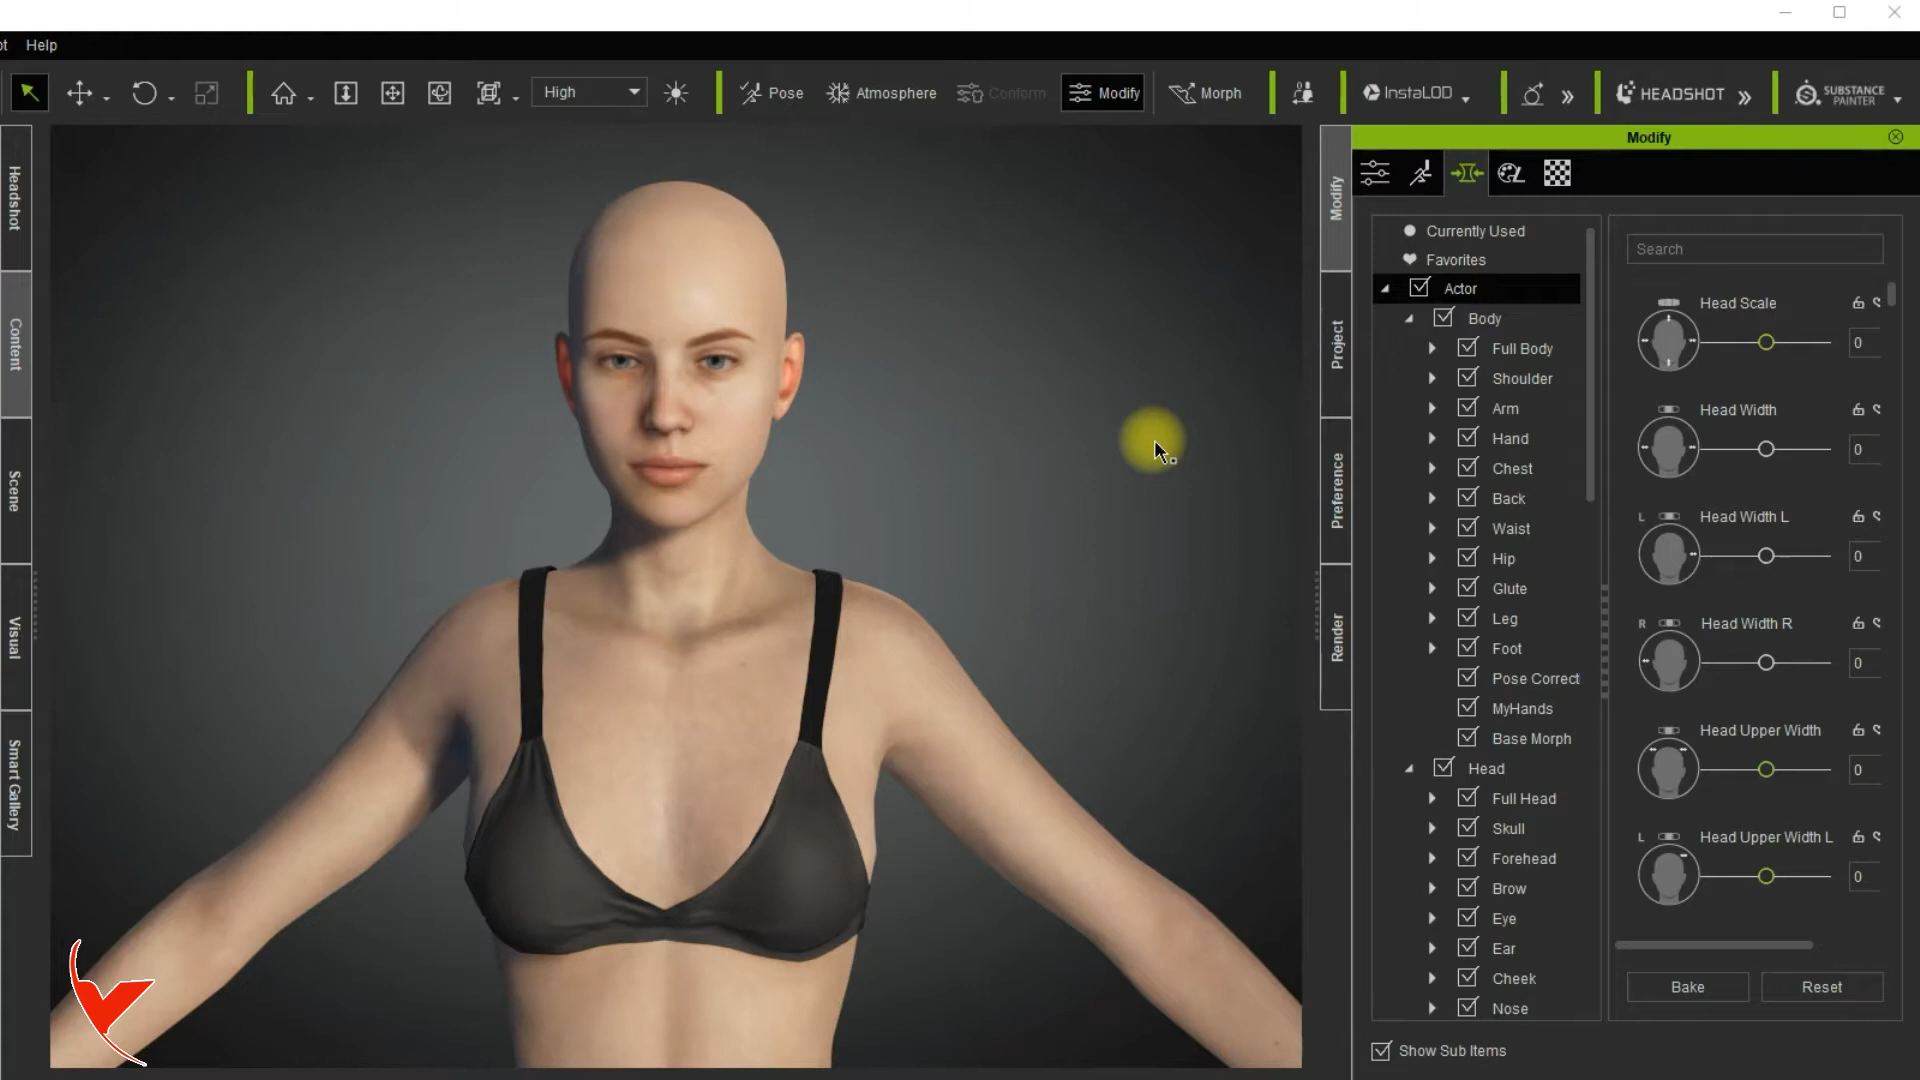 ot Help
High
Pose
Atmosphere
Conform
Modify
Morph
InstaLOD
HEADSHOT
SUBSTANCE
PAINTER
Headshot
Content
Scene
Visual
Smart Gallery
Modify
Project
Preference
Render
Modify
Currently Used
Favorites
Actor
Body
Full Body
Shoulder
Arm
Hand
Chest
Back
Waist
Hip
Glute
Leg
Foot
Pose Correct
MyHands
Base Morph
Head
Full Head
Skull
Forehead
Brow
Eye
Ear
Cheek
Nose
Show Sub Items
Search
Head Scale
0
Head Width
0
L Head Width L
0
R Head Width R
0
Head Upper Width
0
L Head Upper Width L
0
Bake Reset